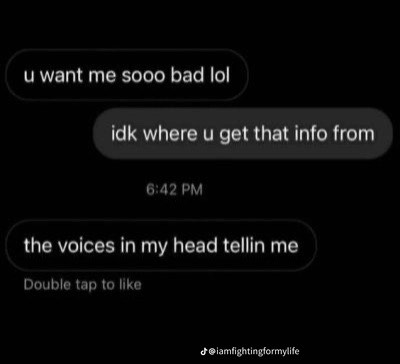 u want me sooo bad lol
idk where u get that info from
6:42 PM
the voices in my head tellin me
Double tap to like
@iamfightingformylife